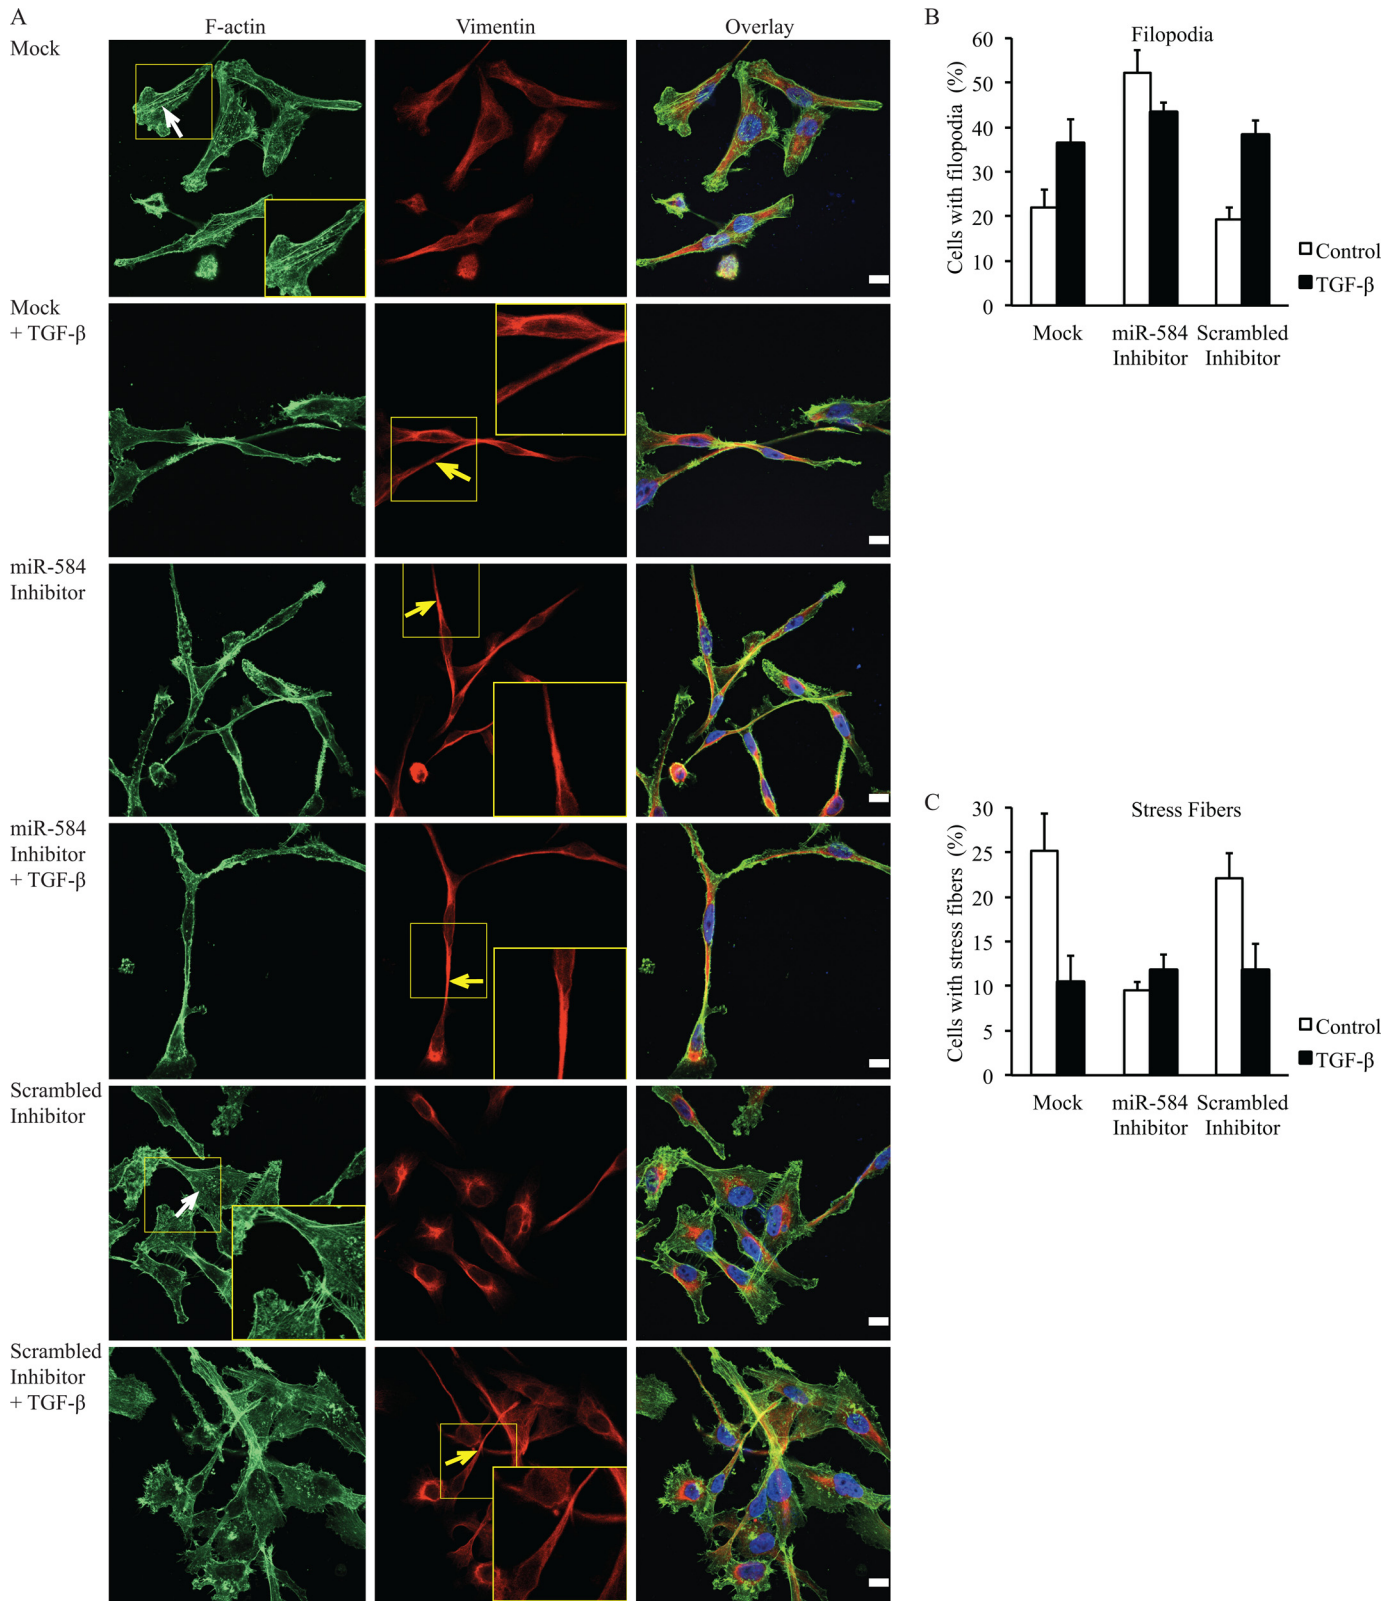 A
F-actin
Vimentin
Overlay
Mock
Mock
+ TGF-β
miR-584
Inhibitor
miR-584
Inhibitor
+ TGF-β
Scrambled
Inhibitor
Scrambled
Inhibitor
+ TGF-β
B
Filopodia
Cells with filopodia (%)
60
50
40
30
20
10
0
Mock
miR-584
Inhibitor
Scrambled
Inhibitor
Control
TGF-β
C
Stress Fibers
Cells with stress fibers (%)
30
25
20
15
10
5
0
Mock
miR-584
Inhibitor
Scrambled
Inhibitor
Control
TGF-β